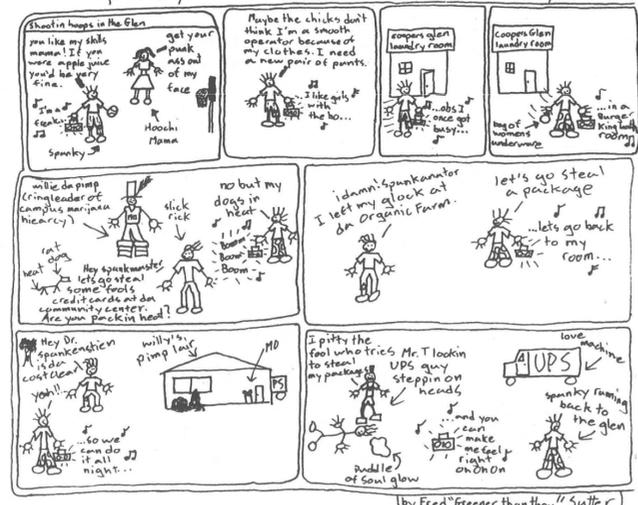 Shootin hoops in the Glen
you like my skills
mama! If you
were apple juice
you'd be very
fine.
get your
punk
ass out
of my
face
I'm a
freak...
Hoochi
Mama
Spanky
Maybe the chicks don't
think I'm a smooth
operator because of
my clothes. I need
a new pair of pants.
I like girls
with
the bo...
coopers glen
laundry room
...obs I
once got
busy...
Coopers Glen
laundry room
bag of
womens
underware
...in a
Burger
King bath
room
willie da pimp
(ringleader of
campus marijana
hiearcy)
slick
rick
no but my
dogs in
heat
Boom
Boom
Boom
rat
dog
heat
Hey spankmaster
lets go steal
some fools
credit cards at da
community center.
Are you packin heat?
damn! spankanator
I left my glock at
da Organic Farm.
let's go steal
a package
...lets go back
to my
room...
Hey Dr.
Spankenstien
is da
cost clear?
yeah!!
...so we
can do
it all
night...
willy's
pimp lair
MD
PS
I pitty the
fool who tries
to steal
my package
Mr. T lookin
UPS guy
steppin on
heads
love
machine
UPS
...and you
can
make
me feel
right
on on on
spanky runing
back to
the glen
Puddle
of Soul glow
by Fred "Greener than thou" Sutter